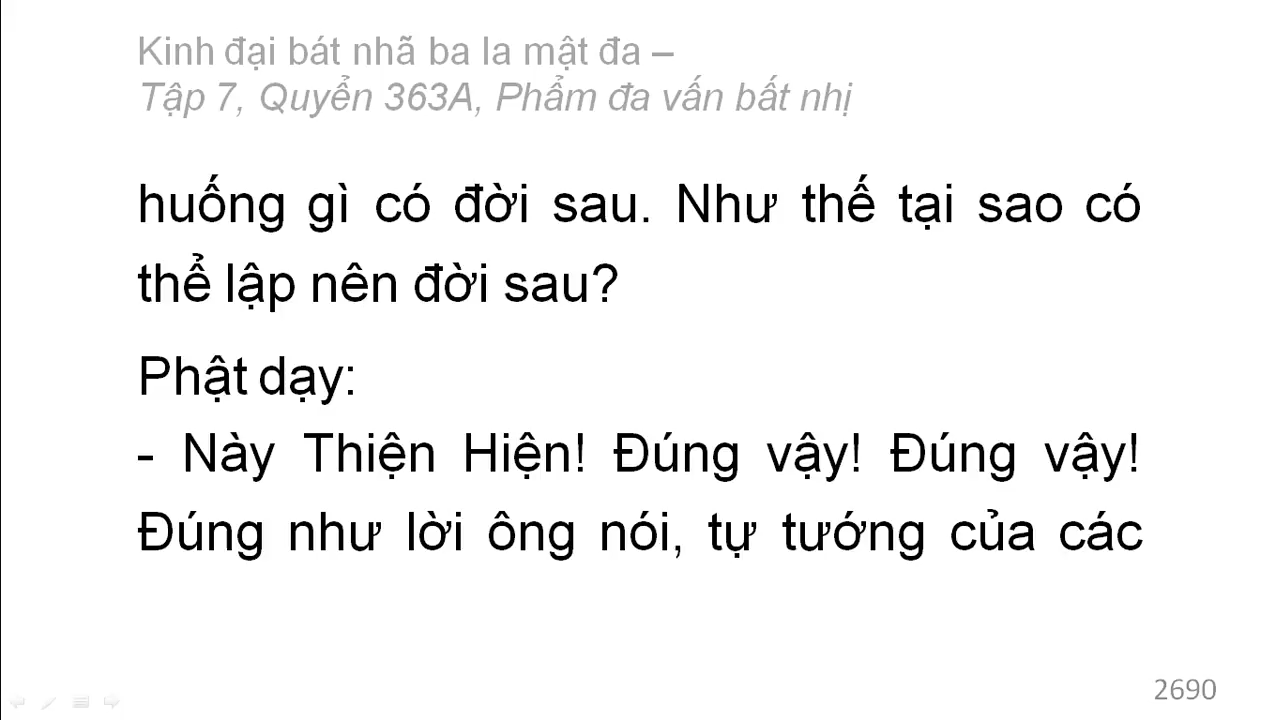 Kinh đại bát nhã ba la mật đa –
Tập 7, Quyển 363A, Phẩm đa vấn bất nhị
huống gì có đời sau. Như thế tại sao có
thể lập nên đời sau?
Phật dạy:
- Này Thiện Hiện! Đúng vậy! Đúng vậy!
Đúng như lời ông nói, tự tướng của các
2690